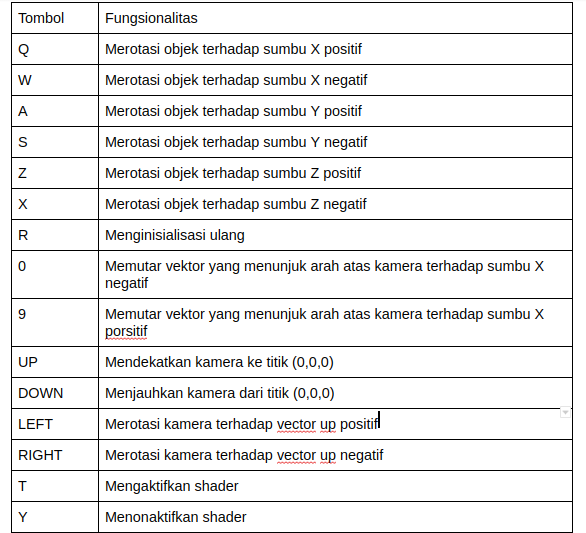 Tombol Fungsionalitas
Q Merotasi objek terhadap sumbu X positif
W Merotasi objek terhadap sumbu X negatif
A Merotasi objek terhadap sumbu Y positif
S Merotasi objek terhadap sumbu Y negatif
Z Merotasi objek terhadap sumbu Z positif
X Merotasi objek terhadap sumbu Z negatif
R Menginisialisasi ulang
0 Memutar vektor yang menunjuk arah atas kamera terhadap sumbu X
negatif
9 Memutar vektor yang menunjuk arah atas kamera terhadap sumbu X
porsitif
UP Mendekatkan kamera ke titik (0,0,0)
DOWN Menjauhkan kamera dari titik (0,0,0)
LEFT Merotasi kamera terhadap vector up positif
RIGHT Merotasi kamera terhadap vector up negatif
T Mengaktifkan shader
Y Menonaktifkan shader